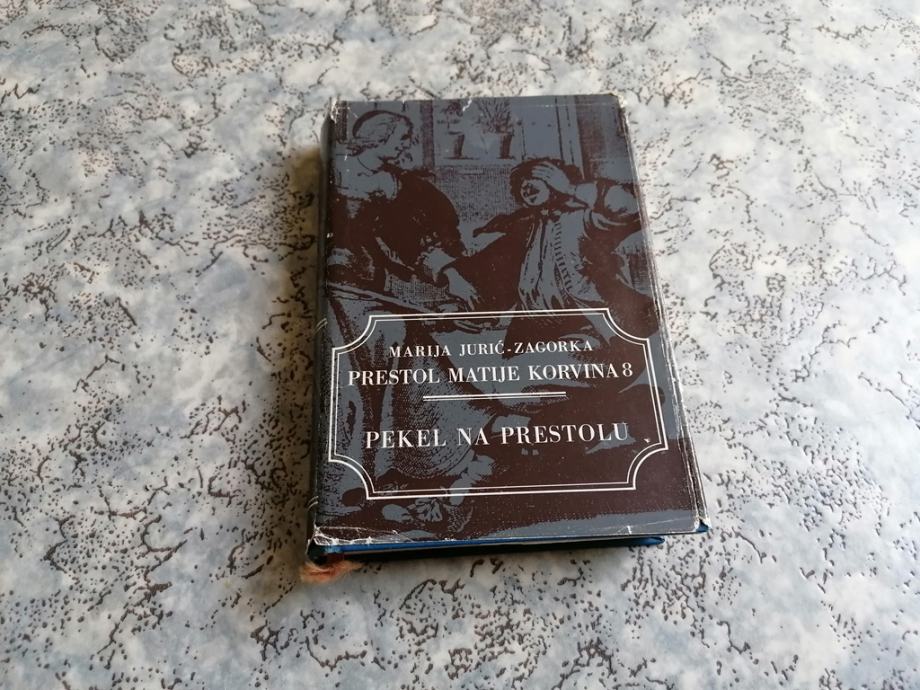 MARIJA JURIĆ-ZAGORKA
PRESTOL MATIJE KORVINA 8
PEKEL NA PRESTOLU